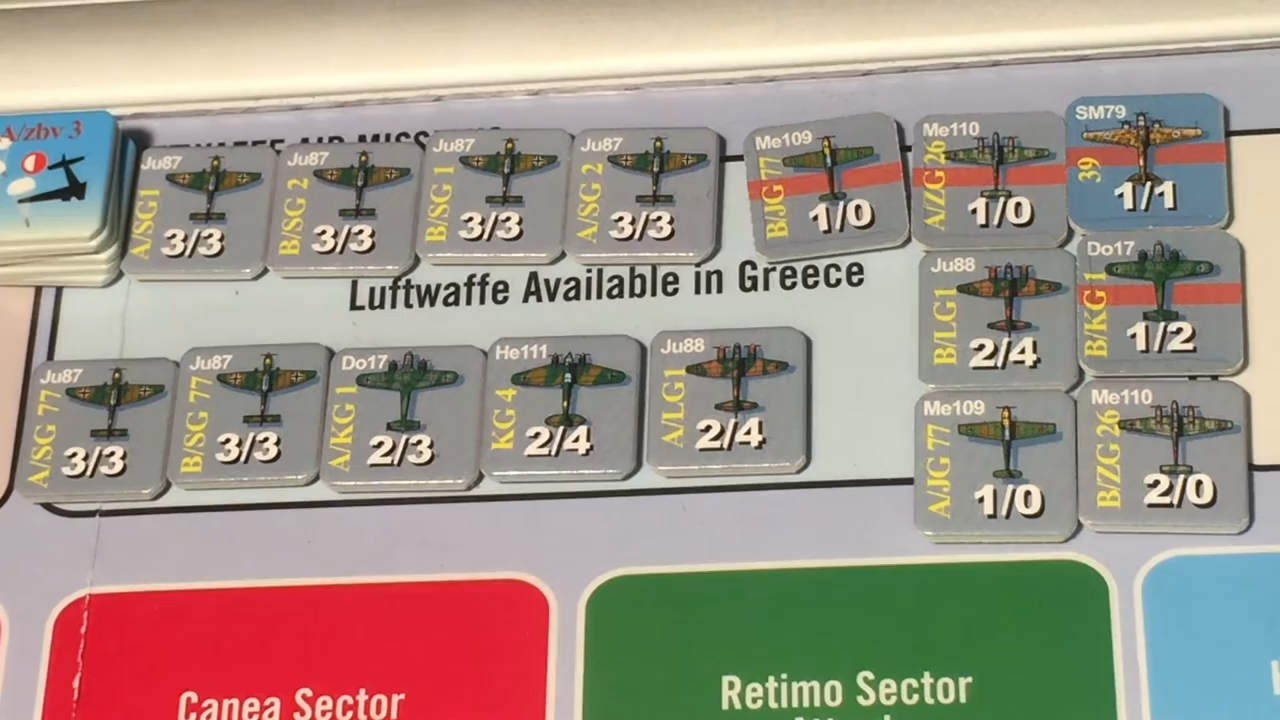 A/zbv 3
Ju87
A/SG1
3/3
Ju87
B/SG 2
3/3
Ju87
B/SG 1
3/3
Ju87
A/SG 2
3/3
Me109
B/JG 77
1/0
Me110
A/ZG 26
1/0
SM79
39
1/1
Luftwaffe Available in Greece
Ju88
B/LG1
2/4
Do17
B/KG 1
1/2
Ju87
A/SG 77
3/3
Ju87
B/SG 77
3/3
Do17
A/KG 1
2/3
He111
KG 4
2/4
Ju88
A/LG1
2/4
Me109
A/JG 77
1/0
Me110
B/ZG 26
2/0
Canea Sector
Retimo Sector